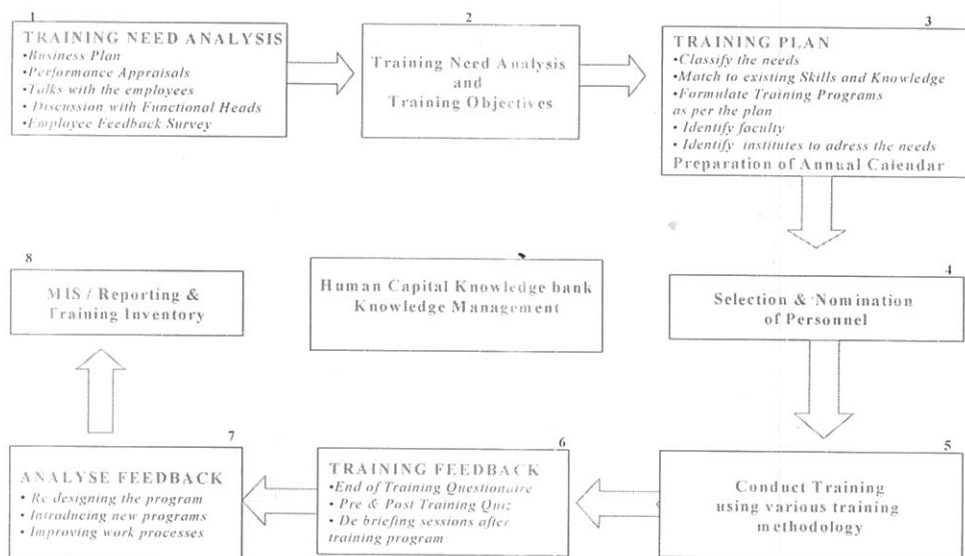 1
TRAINING NEED ANALYSIS
•Business Plan
•Performance Appraisals
•Talks with the employees
• Discussion with Functional Heads
•Employee Feedback Survey
2
Training Need Analysis
and
Training Objectives
3
TRAINING PLAN
•Classify the needs
•Match to existing Skills and Knowledge
•Formulate Training Programs
as per the plan
• Identify faculty
• Identify institutes to adress the needs
Preparation of Annual Calendar
4
Selection & Nomination
of Personnel
5
Conduct Training
using various training
methodology
6
TRAINING FEEDBACK
•End of Training Questionaire
• Pre & Post Training Quiz
• De briefing sessions after
training program
7
ANALYSE FEEDBACK
• Re designing the program
• Introducing new programs
• Improving work processes
8
MIS / Reporting &
Training Inventory
Human Capital Knowledge bank
Knowledge Management